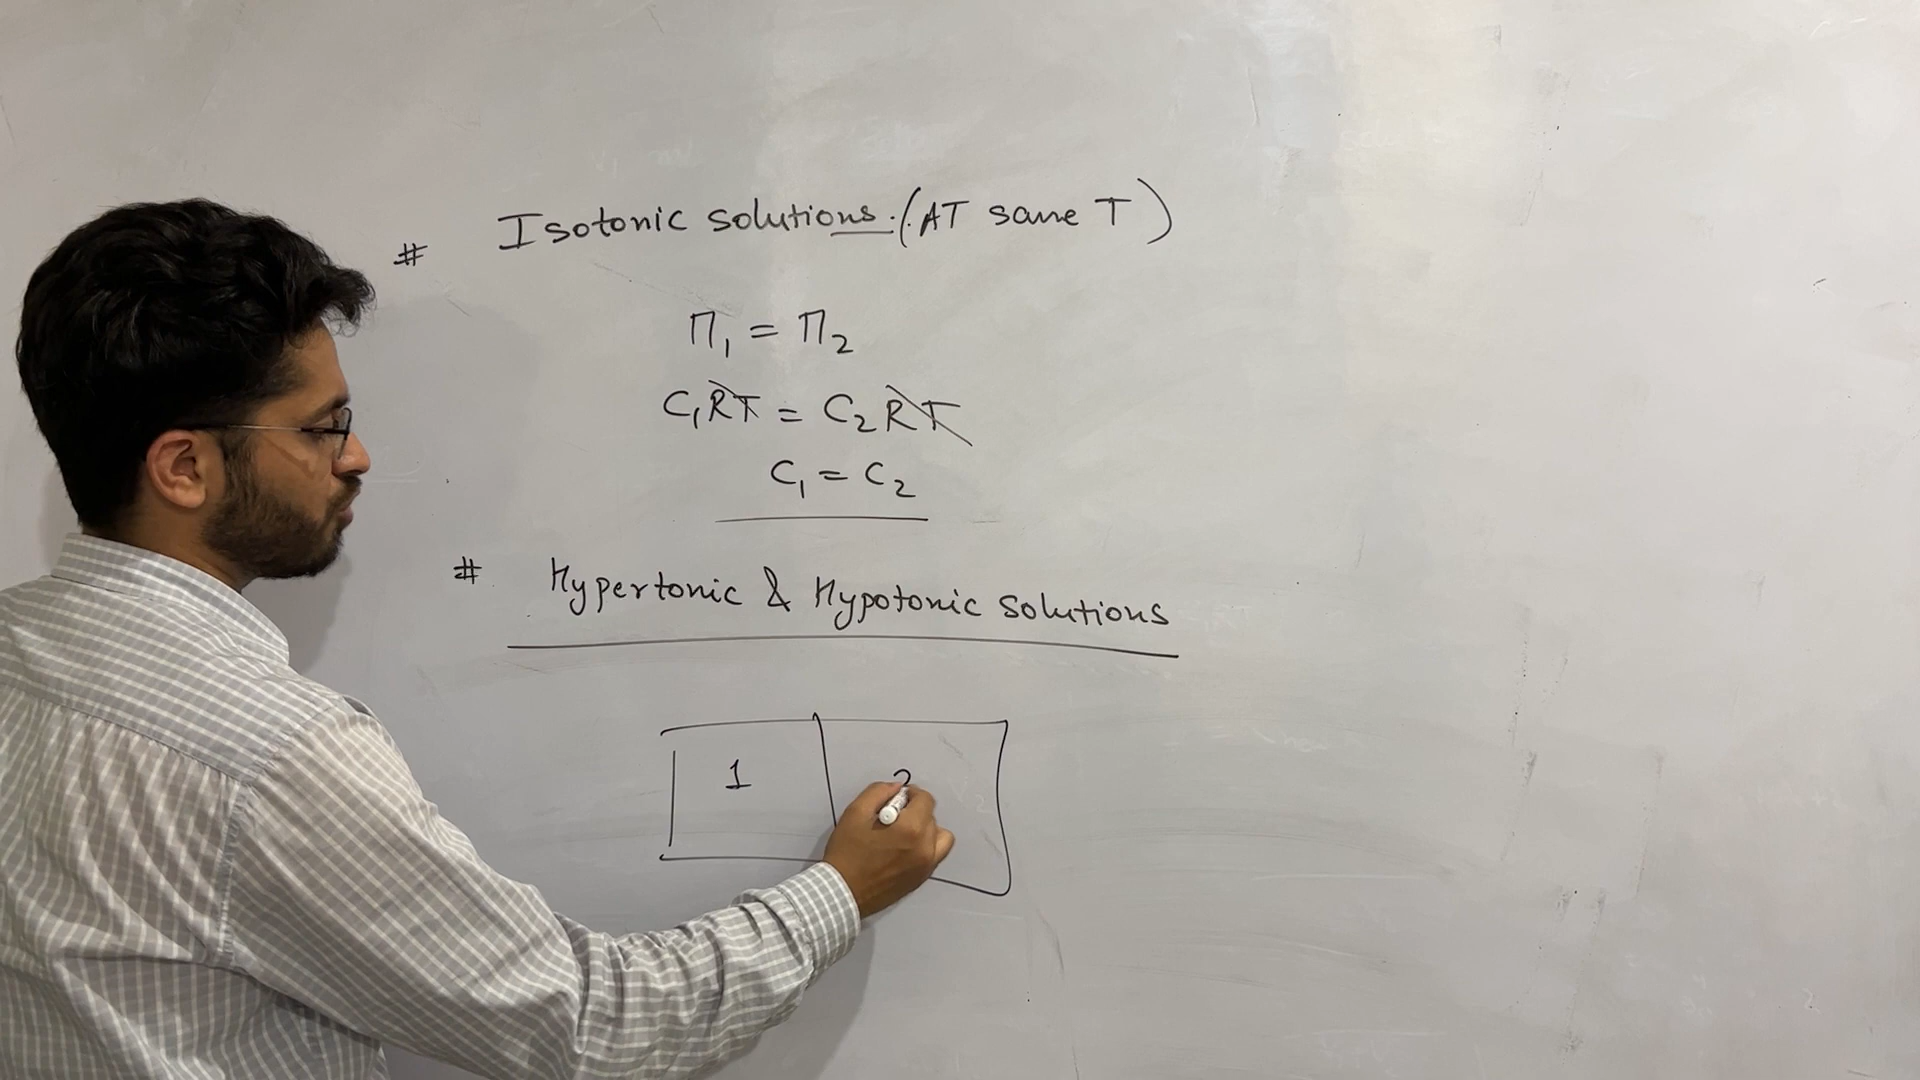 # Isotonic solutions. (AT same T)
Π₁ = Π₂
C₁RT = C₂RT
C₁ = C₂
# Hypertonic & Hypotonic solutions
1 2